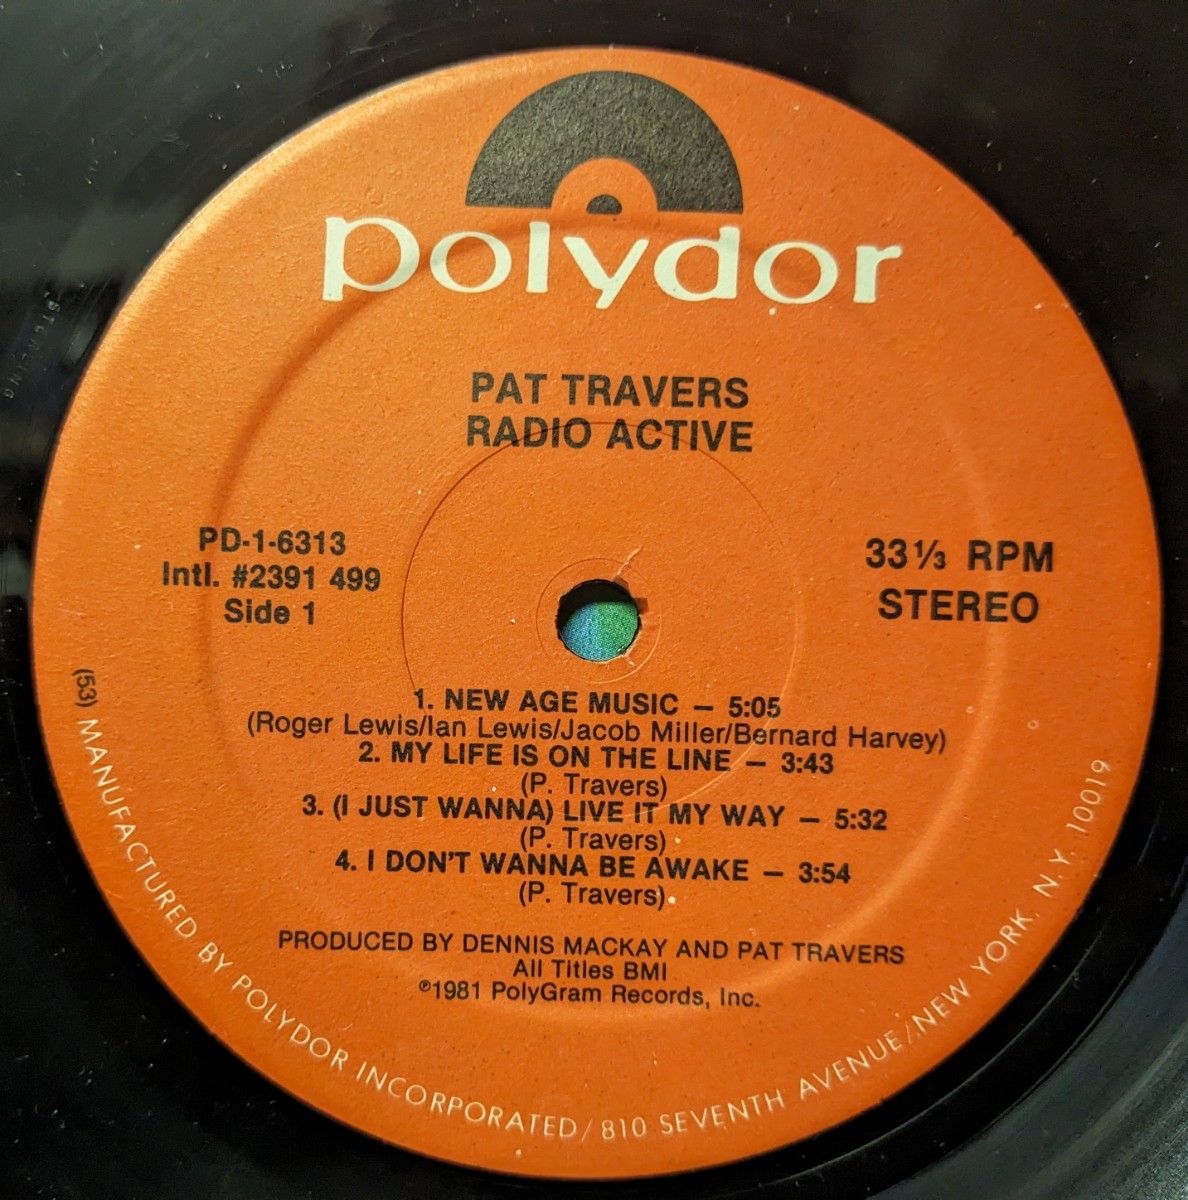 polydor
PAT TRAVERS
RADIO ACTIVE
PD-1-6313
Intl. #2391 499
Side 1
33 ⅓ RPM
STEREO
1. NEW AGE MUSIC — 5:05
(Roger Lewis/Ian Lewis/Jacob Miller/Bernard Harvey)
2. MY LIFE IS ON THE LINE — 3:43
(P. Travers)
3. (I JUST WANNA) LIVE IT MY WAY — 5:32
(P. Travers)
4. I DON'T WANNA BE AWAKE — 3:54
(P. Travers)
PRODUCED BY DENNIS MACKAY AND PAT TRAVERS
All Titles BMI
℗1981 PolyGram Records, Inc.
(53) MANUFACTURED BY POLYDOR INCORPORATED/810 SEVENTH AVENUE/NEW YORK, N.Y. 10019
STERLING